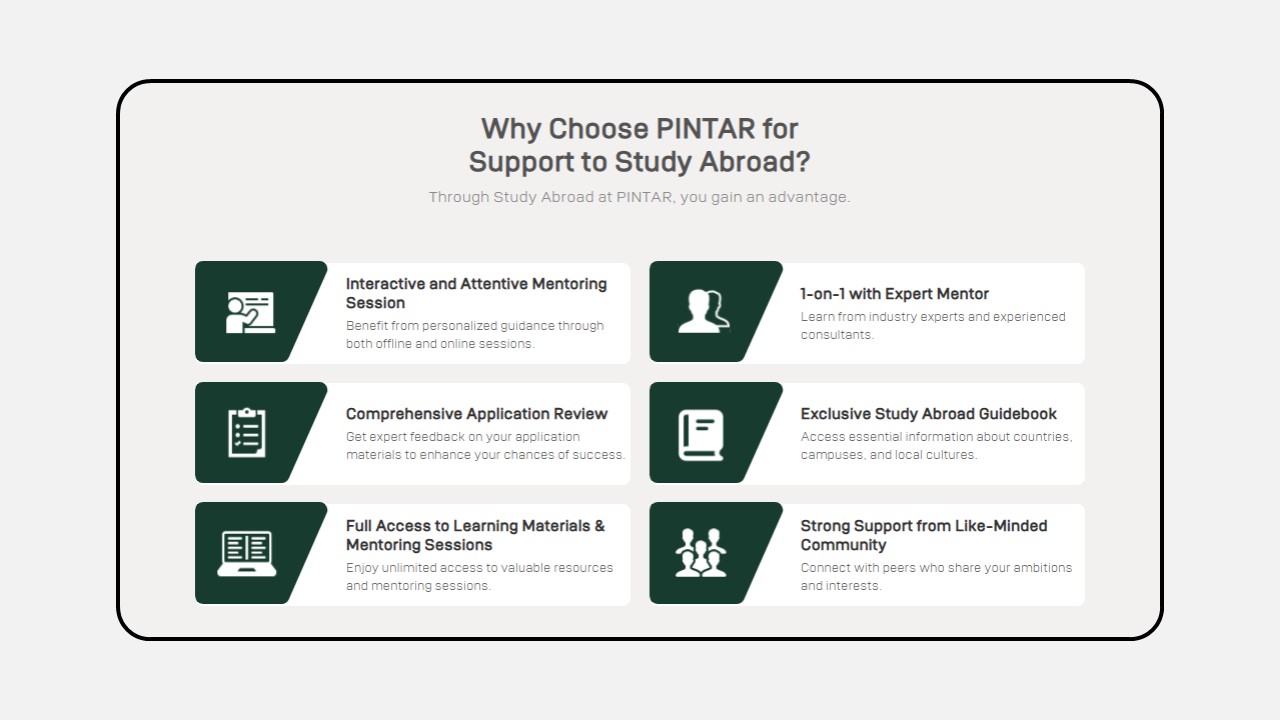 Why Choose PINTAR for
Support to Study Abroad?
Through Study Abroad at PINTAR, you gain an advantage.
Interactive and Attentive Mentoring
Session
Benefit from personalized guidance through
both offline and online sessions.
1-on-1 with Expert Mentor
Learn from industry experts and experienced
consultants.
Comprehensive Application Review
Get expert feedback on your application
materials to enhance your chances of success.
Exclusive Study Abroad Guidebook
Access essential information about countries,
campuses, and local cultures.
Full Access to Learning Materials &
Mentoring Sessions
Enjoy unlimited access to valuable resources
and mentoring sessions.
Strong Support from Like-Minded
Community
Connect with peers who share your ambitions
and interests.